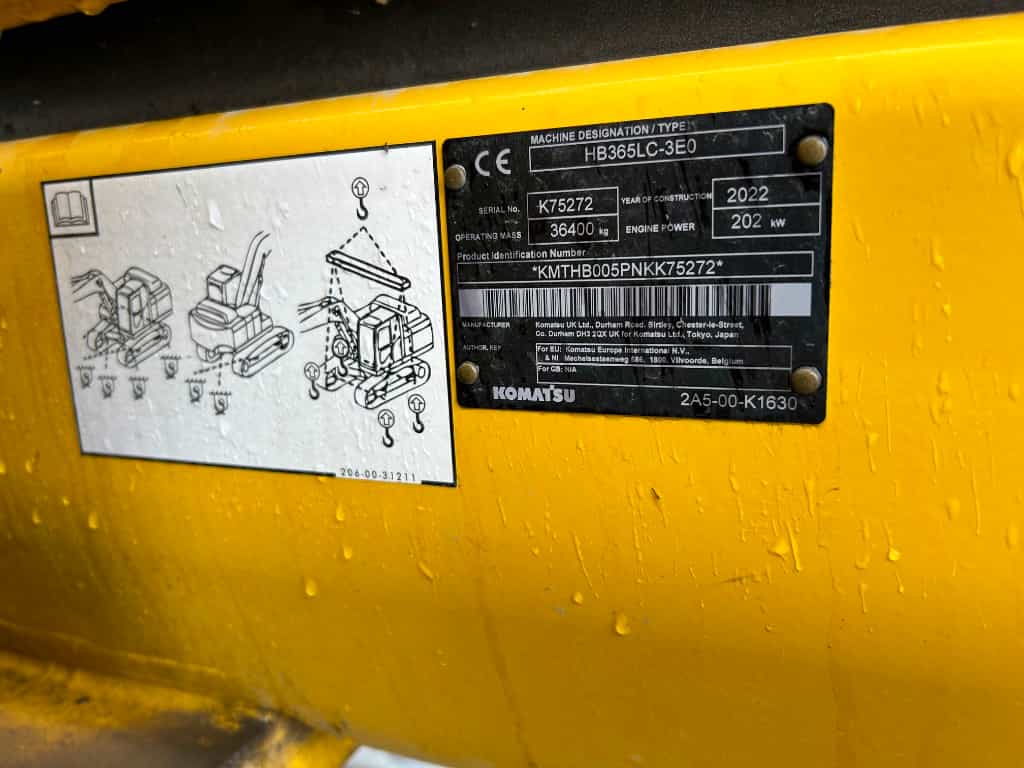 206-00-31211
CE
MACHINE DESIGNATION / TYPE
HB365LC-3E0
SERIAL No. K75272 YEAR OF CONSTRUCTION 2022
OPERATING MASS 36400 kg ENGINE POWER 202 kW
Product Identification Number
*KMTHB005PNKK75272*
MANUFACTURER Komatsu UK Ltd., Durham Road, Birtley, Chester-le-Street,
Co. Durham DH3 2QX UK for Komatsu Ltd., Tokyo, Japan
AUTHOR. REP. For EU: Komatsu Europe International N.V.,
& NI Mechelsesteenweg 586, 1800, Vilvoorde, Belgium
For GB: N/A
KOMATSU 2A5-00-K1630